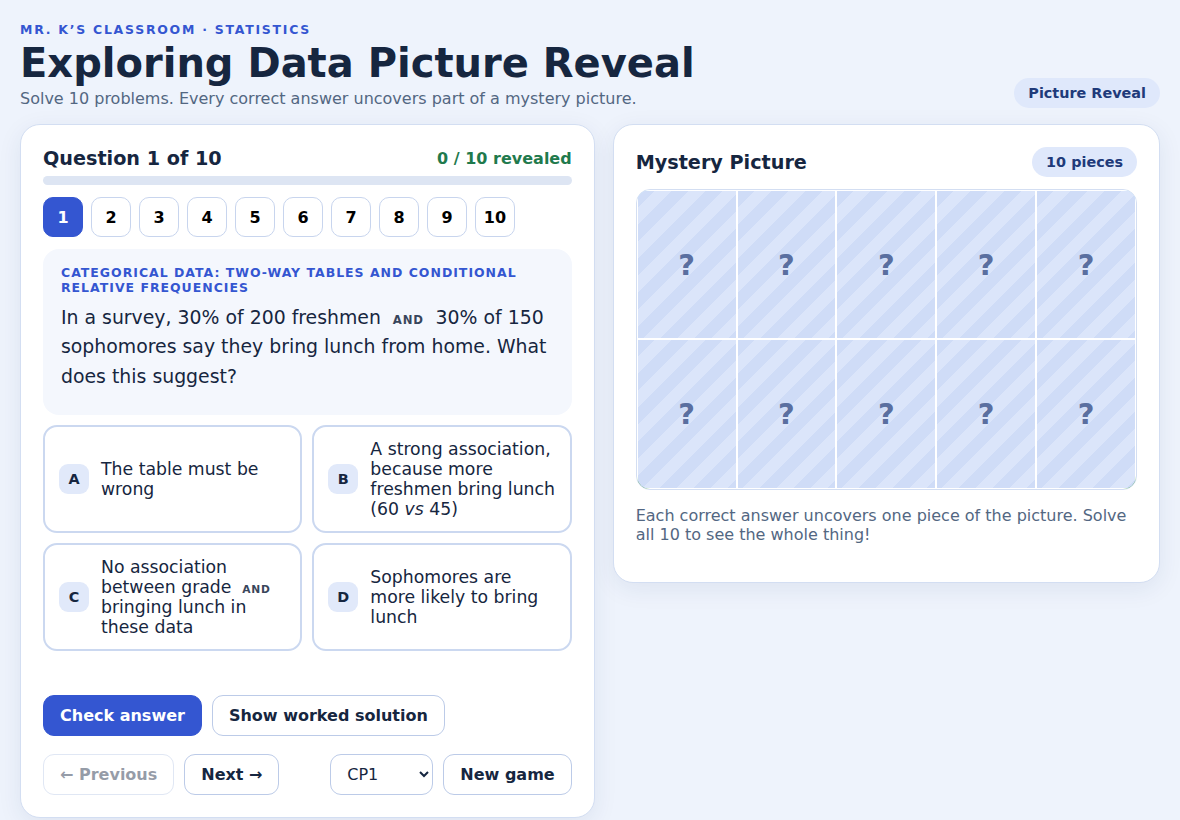 MR. K’S CLASSROOM · STATISTICS
Exploring Data Picture Reveal
Solve 10 problems. Every correct answer uncovers part of a mystery picture.
Picture Reveal
Question 1 of 10
0 / 10 revealed
1 2 3 4 5 6 7 8 9 10
CATEGORICAL DATA: TWO-WAY TABLES AND CONDITIONAL
RELATIVE FREQUENCIES
In a survey, 30% of 200 freshmen AND 30% of 150
sophomores say they bring lunch from home. What
does this suggest?
A
The table must be
wrong
B
A strong association,
because more
freshmen bring lunch
(60 vs 45)
C
No association
between grade AND
bringing lunch in
these data
D
Sophomores are
more likely to bring
lunch
Check answer
Show worked solution
← Previous
Next →
CP1
New game
Mystery Picture
10 pieces
? ? ? ? ?
? ? ? ? ?
Each correct answer uncovers one piece of the picture. Solve
all 10 to see the whole thing!